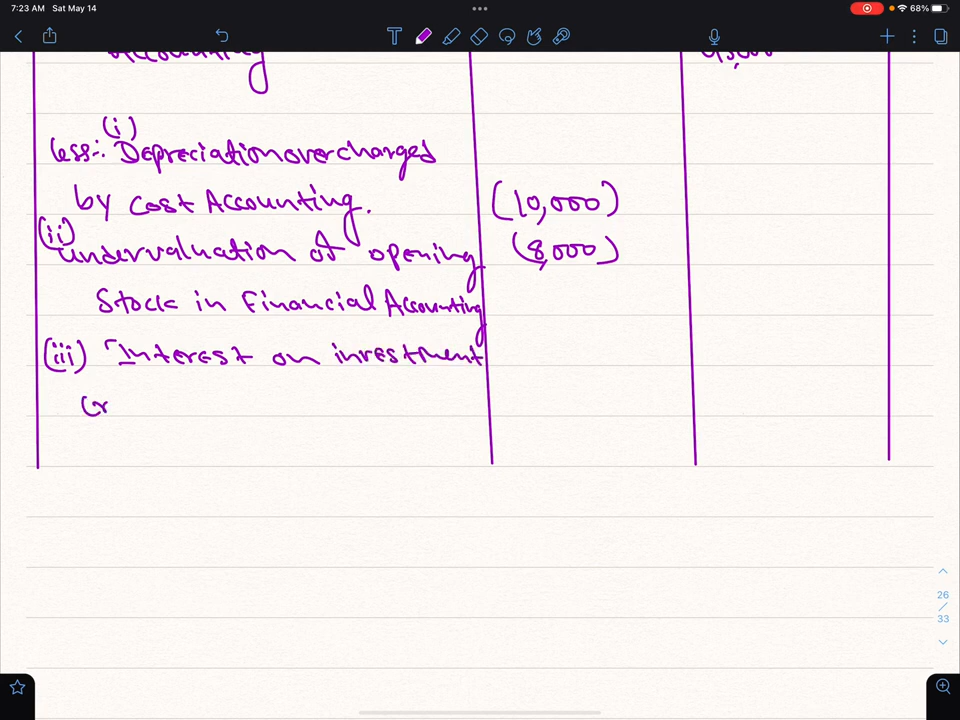 7:23 AM Sat May 14
68%
Accounting
less:- (i) Depreciation overcharged
by cost Accounting. (10,000)
(ii) undervaluation of opening (8,000)
Stock in Financial Accounting
(iii) Interest on investment
(r
26
/
33